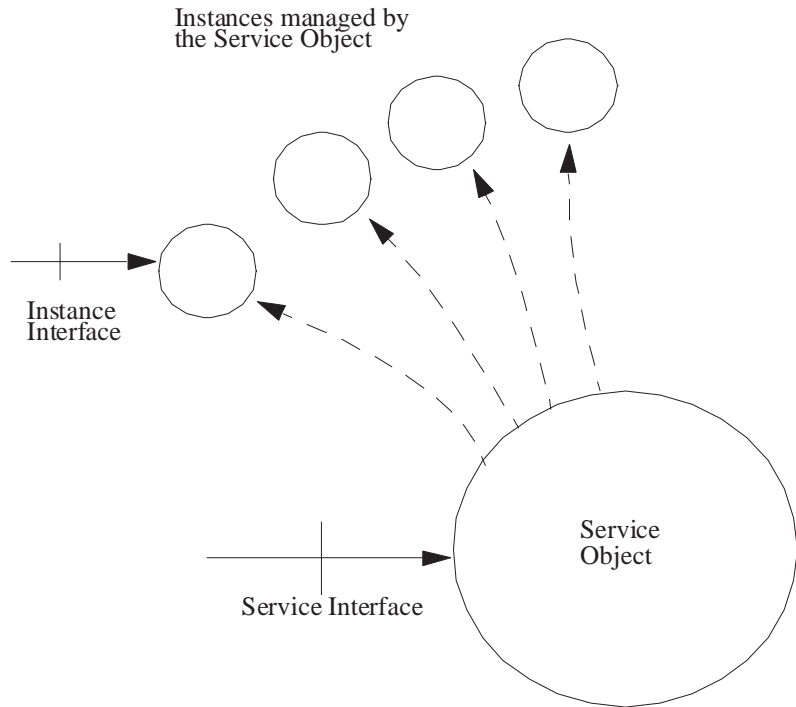 Instances managed by
the Service Object
Instance
Interface
Service
Object
Service Interface